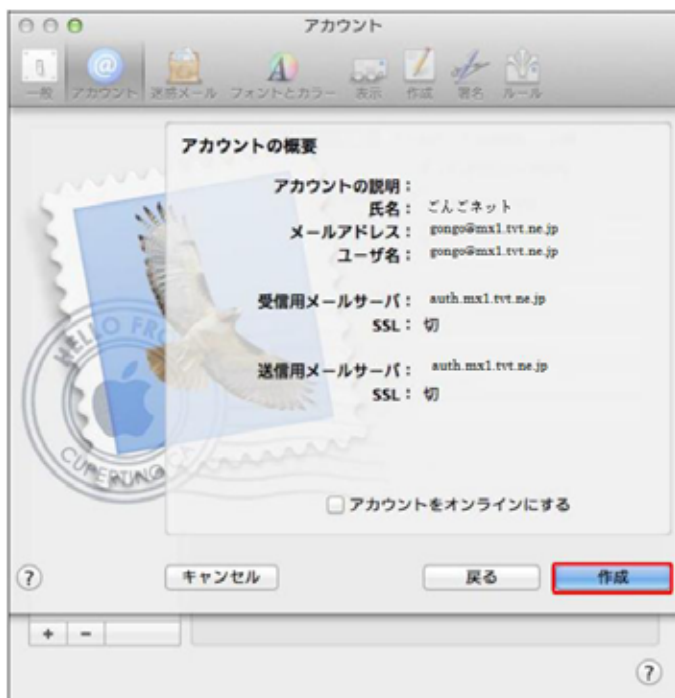 アカウント
一般 アカウント 迷惑メール フォントとカラー 表示 作成 署名 ルール
アカウントの概要
アカウントの説明：
氏名： ごんごネット
メールアドレス： gongo@mx1.tvt.ne.jp
ユーザ名： gongo@mx1.tvt.ne.jp
受信用メールサーバ： auth.mx1.tvt.ne.jp
SSL： 切
送信用メールサーバ： auth.mx1.tvt.ne.jp
SSL： 切
HELLO FRO
CUPERTINO CA
アカウントをオンラインにする
? キャンセル 戻る 作成
+ −
?